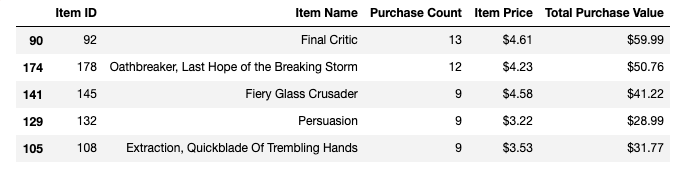 Item ID Item Name Purchase Count Item Price Total Purchase Value
90 92 Final Critic 13 $4.61 $59.99
174 178 Oathbreaker, Last Hope of the Breaking Storm 12 $4.23 $50.76
141 145 Fiery Glass Crusader 9 $4.58 $41.22
129 132 Persuasion 9 $3.22 $28.99
105 108 Extraction, Quickblade Of Trembling Hands 9 $3.53 $31.77